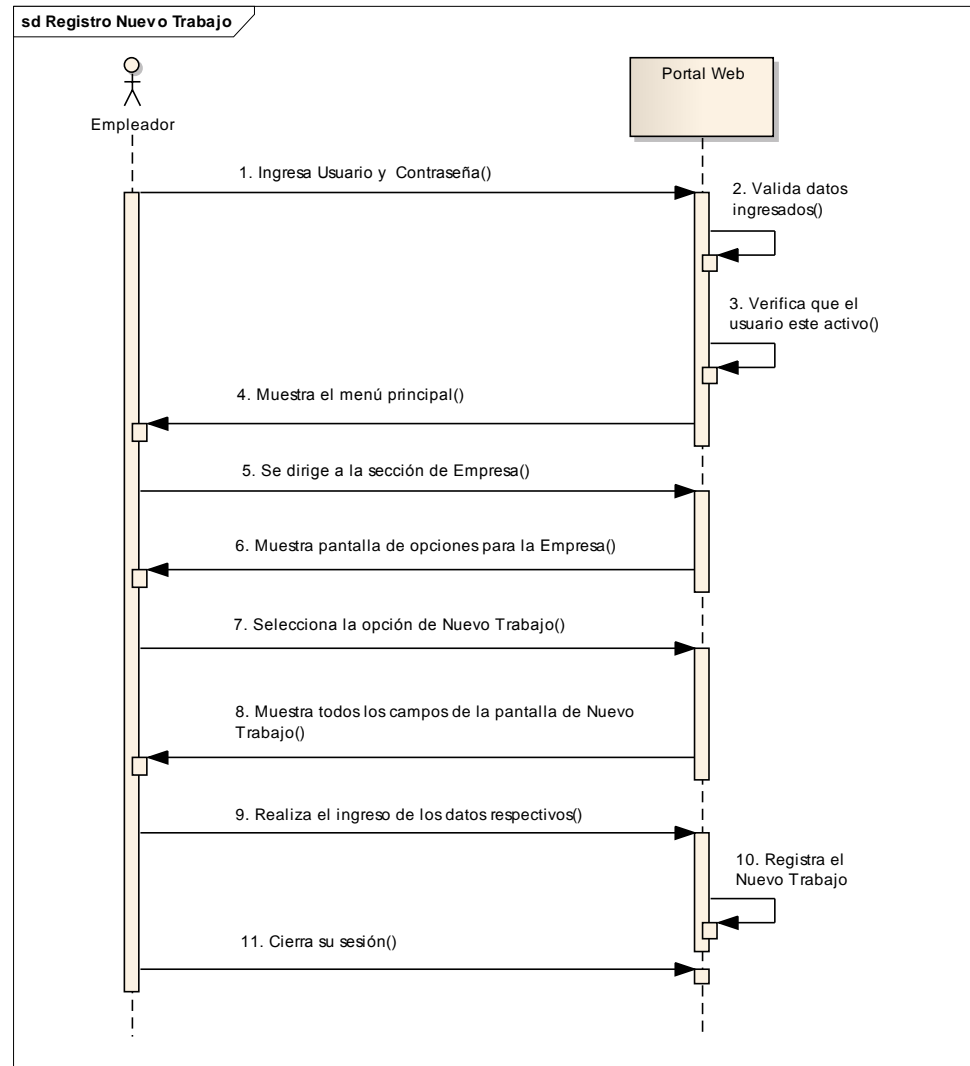 sd Registro Nuevo Trabajo
Empleador
Portal Web
1. Ingresa Usuario y Contraseña()
2. Valida datos
ingresados()
3. Verifica que el
usuario este activo()
4. Muestra el menú principal()
5. Se dirige a la sección de Empresa()
6. Muestra pantalla de opciones para la Empresa()
7. Selecciona la opción de Nuevo Trabajo()
8. Muestra todos los campos de la pantalla de Nuevo
Trabajo()
9. Realiza el ingreso de los datos respectivos()
10. Registra el
Nuevo Trabajo
11. Cierra su sesión()